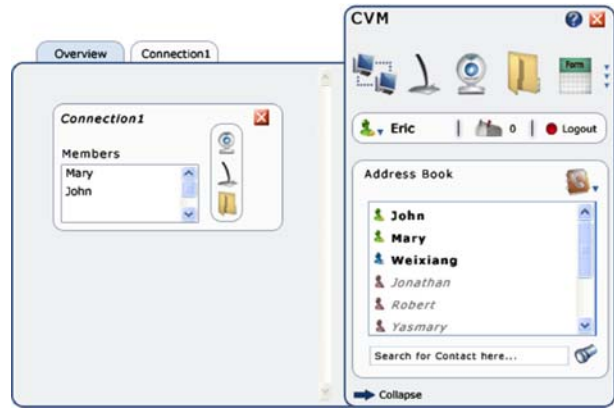 Overview Connection1
Connection1
Members
Mary
John
CVM
Form
Eric | 0 | Logout
Address Book
John
Mary
Weixiang
Jonathan
Robert
Yasmary
Search for Contact here...
Collapse